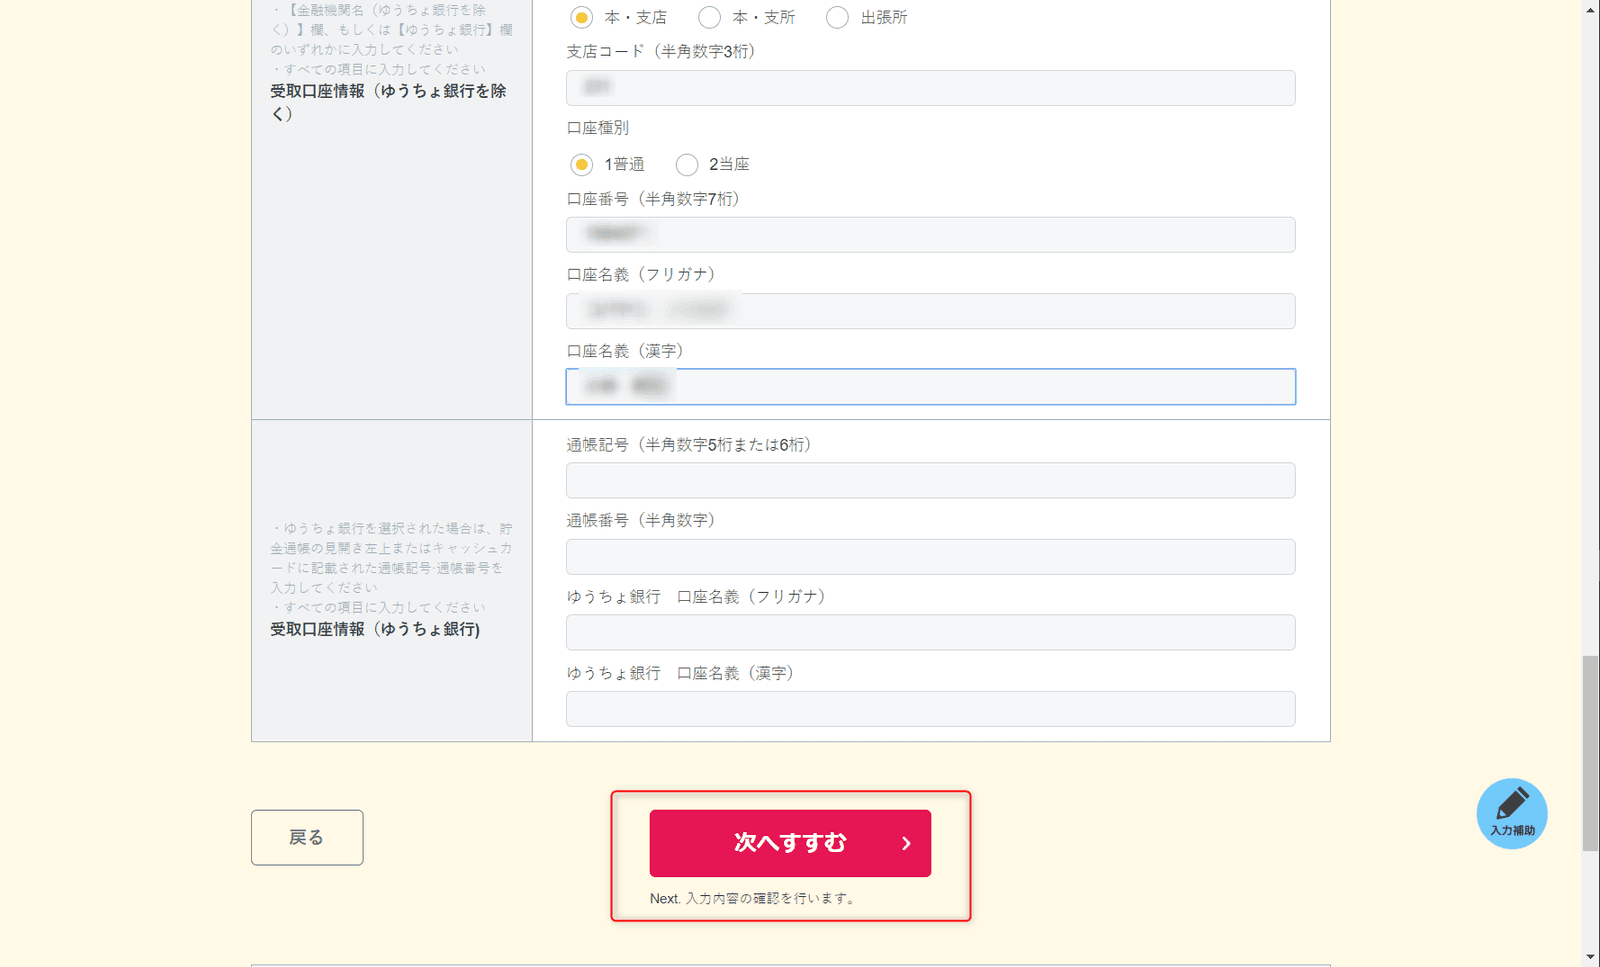 ・【金融機関名（ゆうちょ銀行を除
く）】欄、もしくは【ゆうちょ銀行】欄
のいずれかに入力してください
・すべての項目に入力してください
受取口座情報（ゆうちょ銀行を除
く）
本・支店 本・支所 出張所
支店コード（半角数字3桁）
口座種別
1普通 2当座
口座番号（半角数字7桁）
口座名義（フリガナ）
口座名義（漢字）
・ゆうちょ銀行を選択された場合は、貯
金通帳の見開き左上またはキャッシュカ
ードに記載された通帳記号･通帳番号を
入力してください
・すべての項目に入力してください
受取口座情報（ゆうちょ銀行)
通帳記号（半角数字5桁または6桁）
通帳番号（半角数字）
ゆうちょ銀行　口座名義（フリガナ）
ゆうちょ銀行　口座名義（漢字）
戻る
次へすすむ
Next. 入力内容の確認を行います。
入力補助